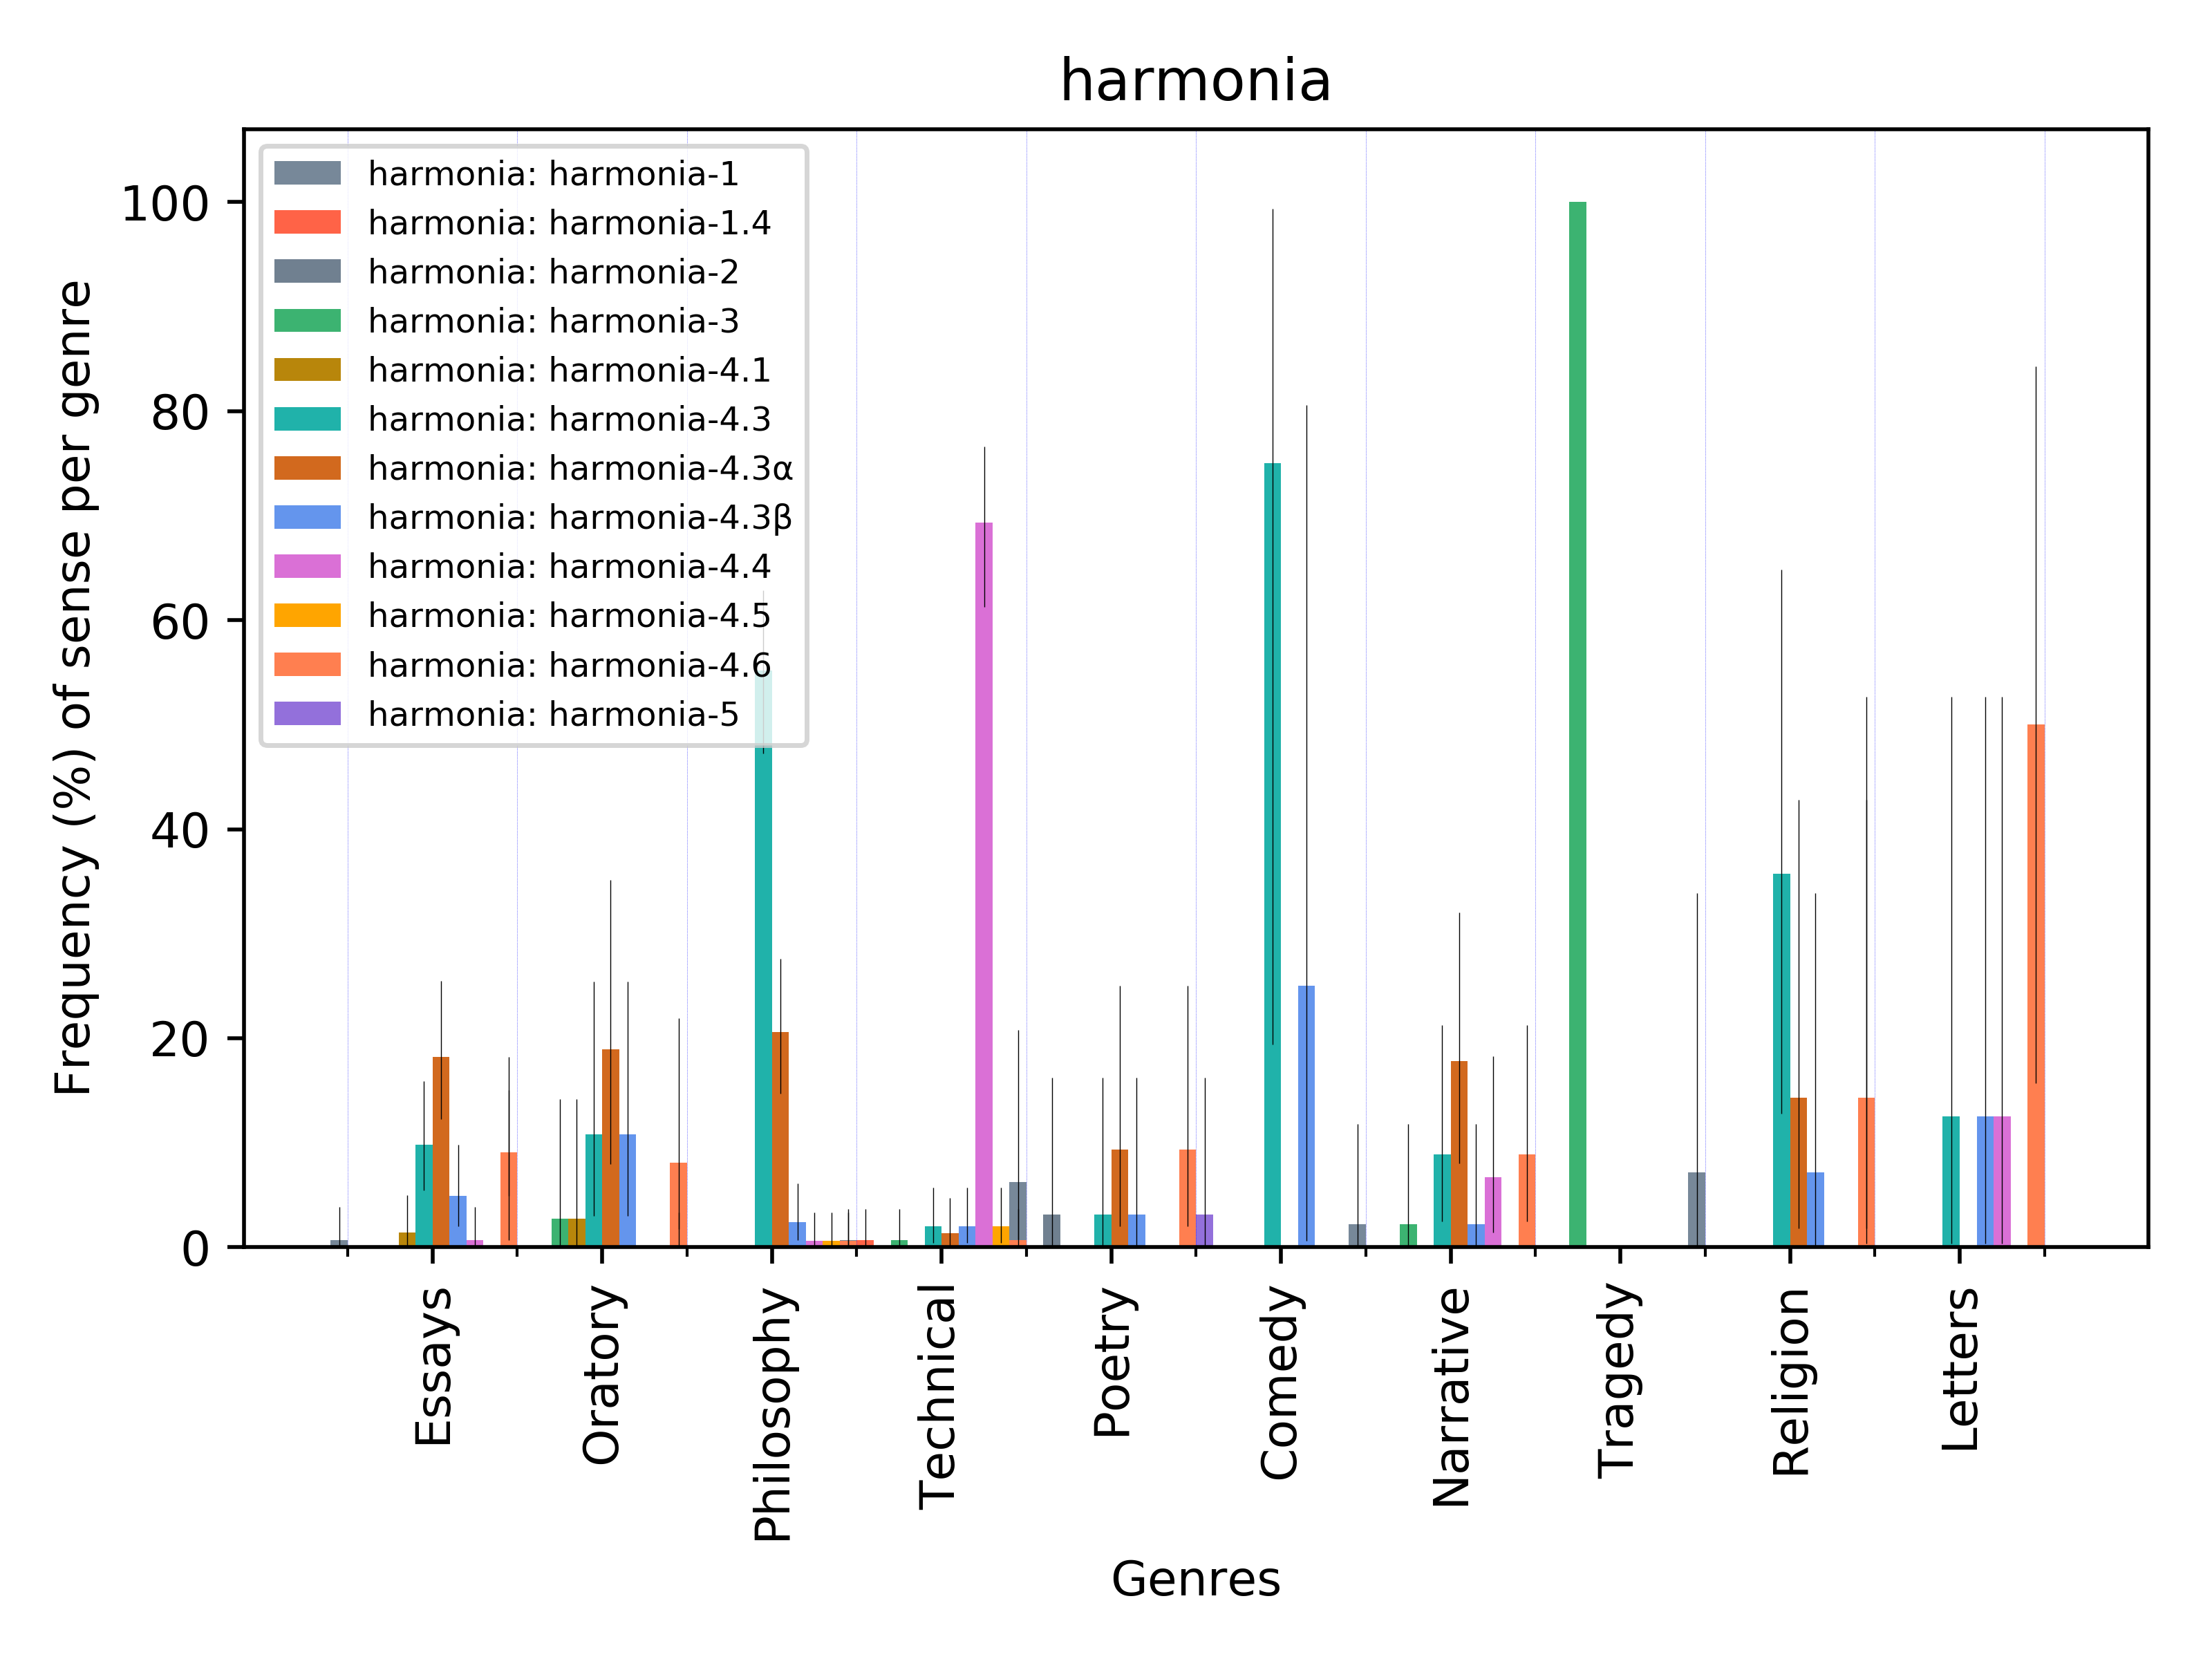 harmonia
harmonia: harmonia-1
harmonia: harmonia-1.4
harmonia: harmonia-2
harmonia: harmonia-3
harmonia: harmonia-4.1
harmonia: harmonia-4.3
harmonia: harmonia-4.3α
harmonia: harmonia-4.3β
harmonia: harmonia-4.4
harmonia: harmonia-4.5
harmonia: harmonia-4.6
harmonia: harmonia-5
Frequency (%) of sense per genre
100
80
60
40
20
0
Essays
Oratory
Philosophy
Technical
Poetry
Comedy
Narrative
Tragedy
Religion
Letters
Genres